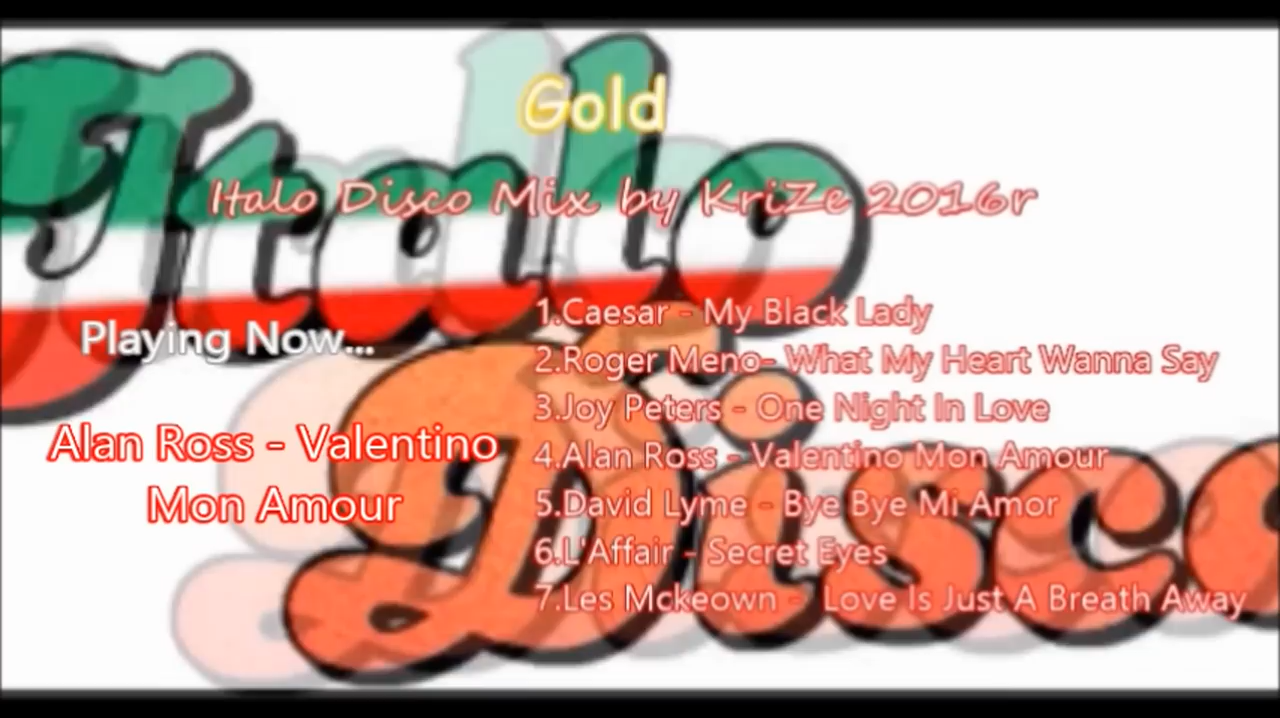 Italo
Disco
Gold
Italo Disco Mix by KriZe 2016r
Playing Now...
Alan Ross - Valentino
Mon Amour
1.Caesar - My Black Lady
2.Roger Meno- What My Heart Wanna Say
3.Joy Peters - One Night In Love
4.Alan Ross - Valentino Mon Amour
5.David Lyme - Bye Bye Mi Amor
6.L'Affair - Secret Eyes
7.Les Mckeown - Love Is Just A Breath Away